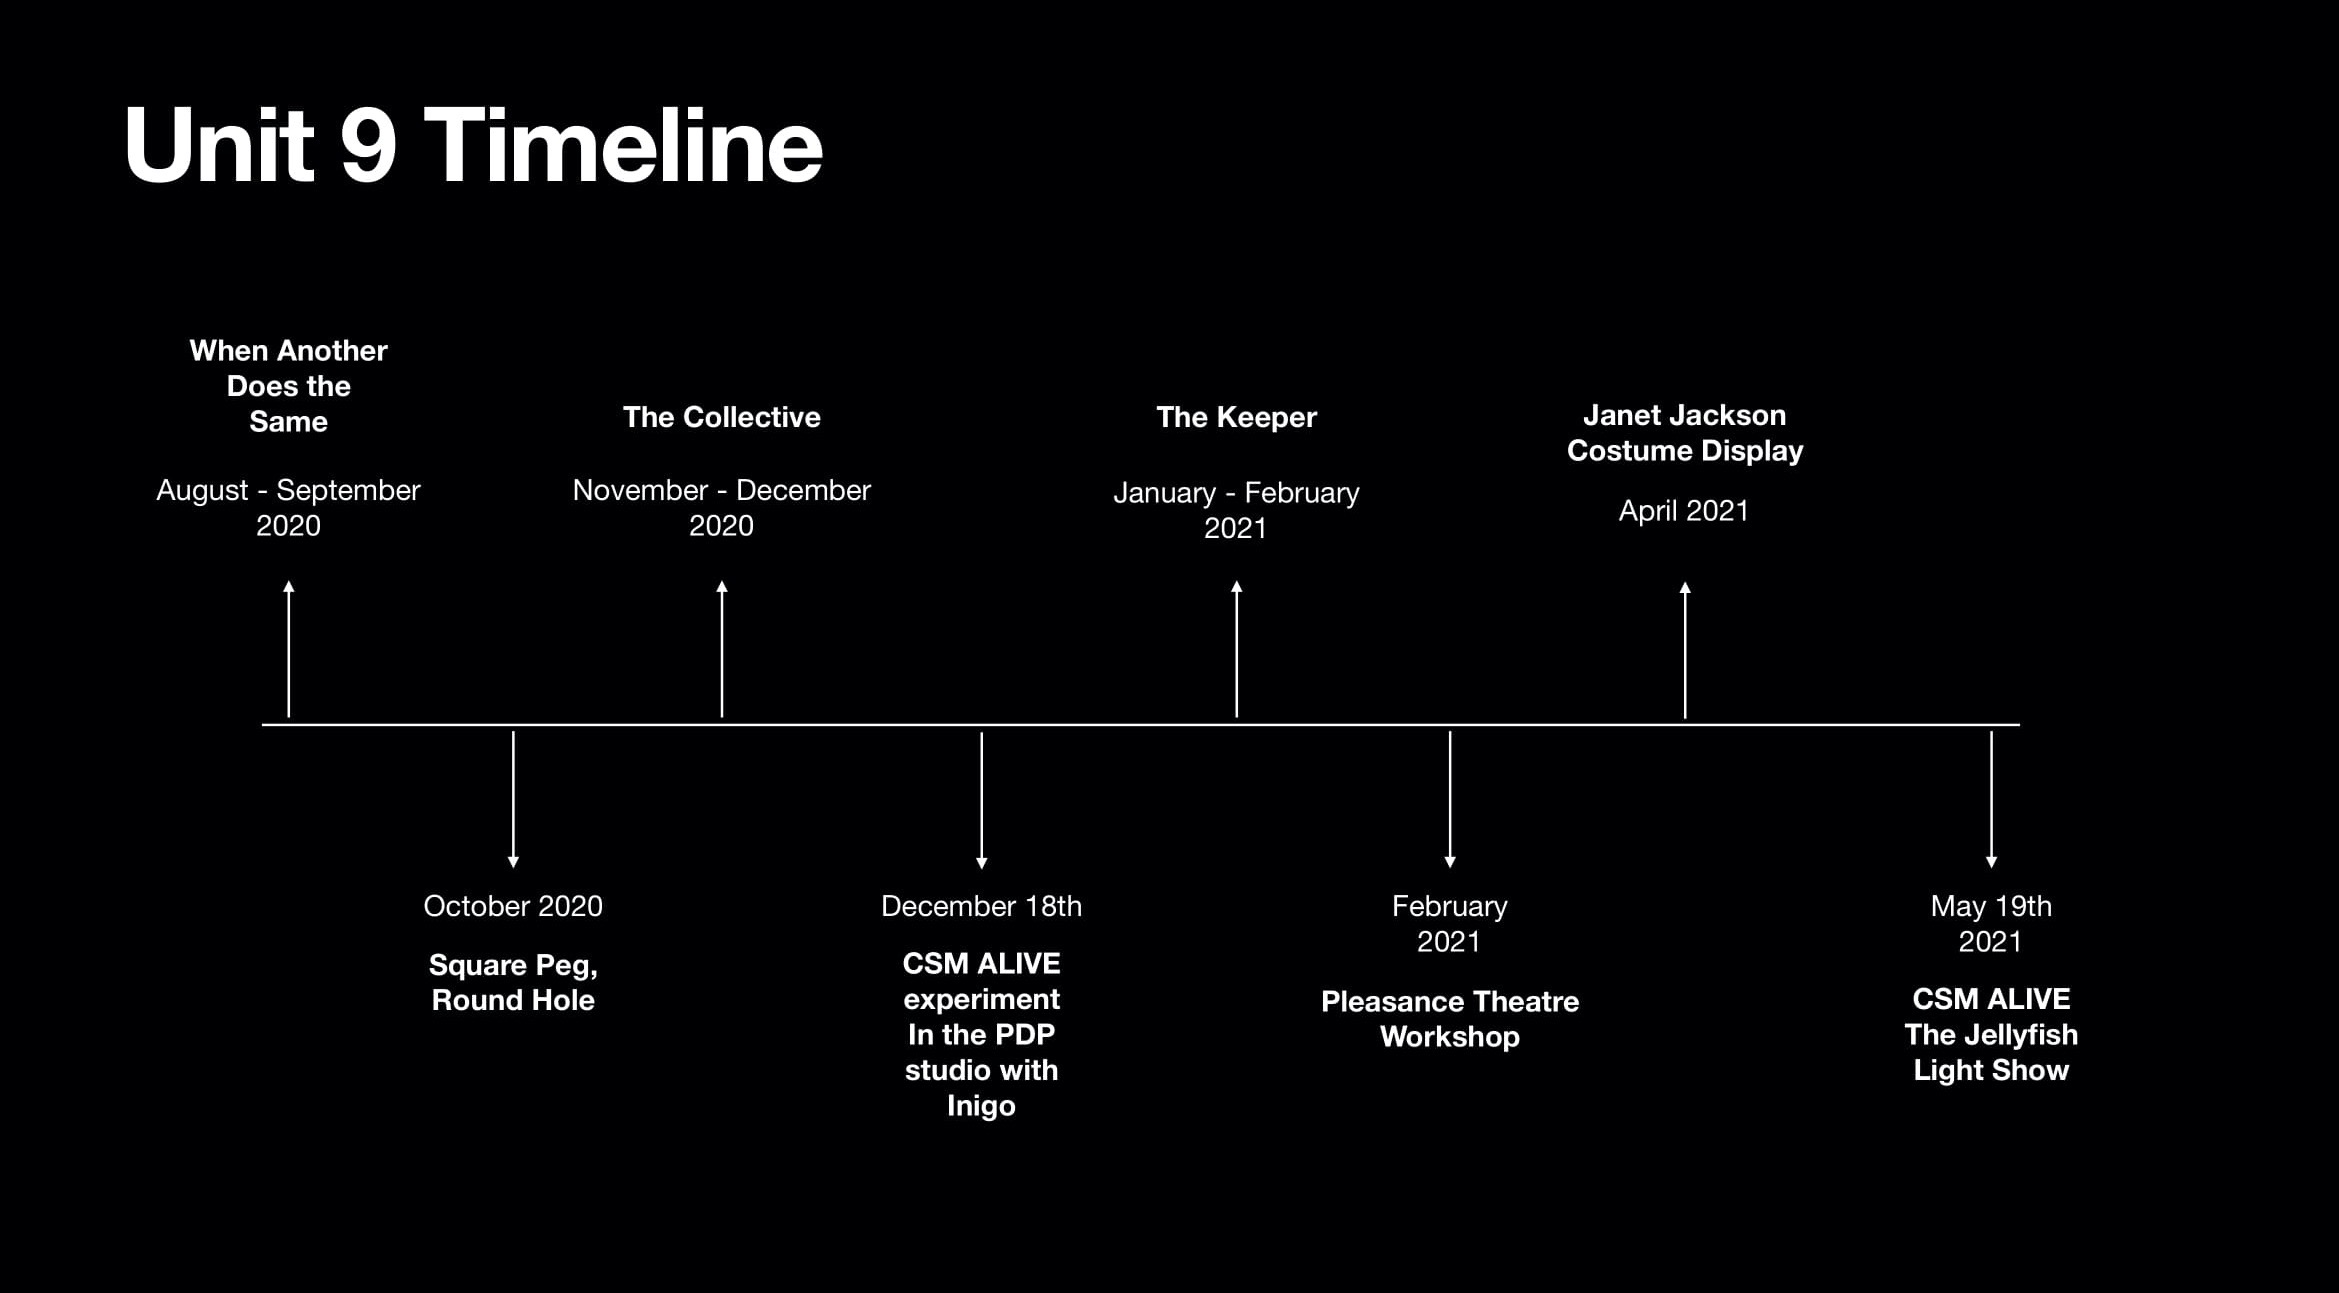 Unit 9 Timeline
When Another
Does the
Same
August - September
2020
The Collective
November - December
2020
The Keeper
January - February
2021
Janet Jackson
Costume Display
April 2021
October 2020
Square Peg,
Round Hole
December 18th
CSM ALIVE
experiment
In the PDP
studio with
Inigo
February
2021
Pleasance Theatre
Workshop
May 19th
2021
CSM ALIVE
The Jellyfish
Light Show